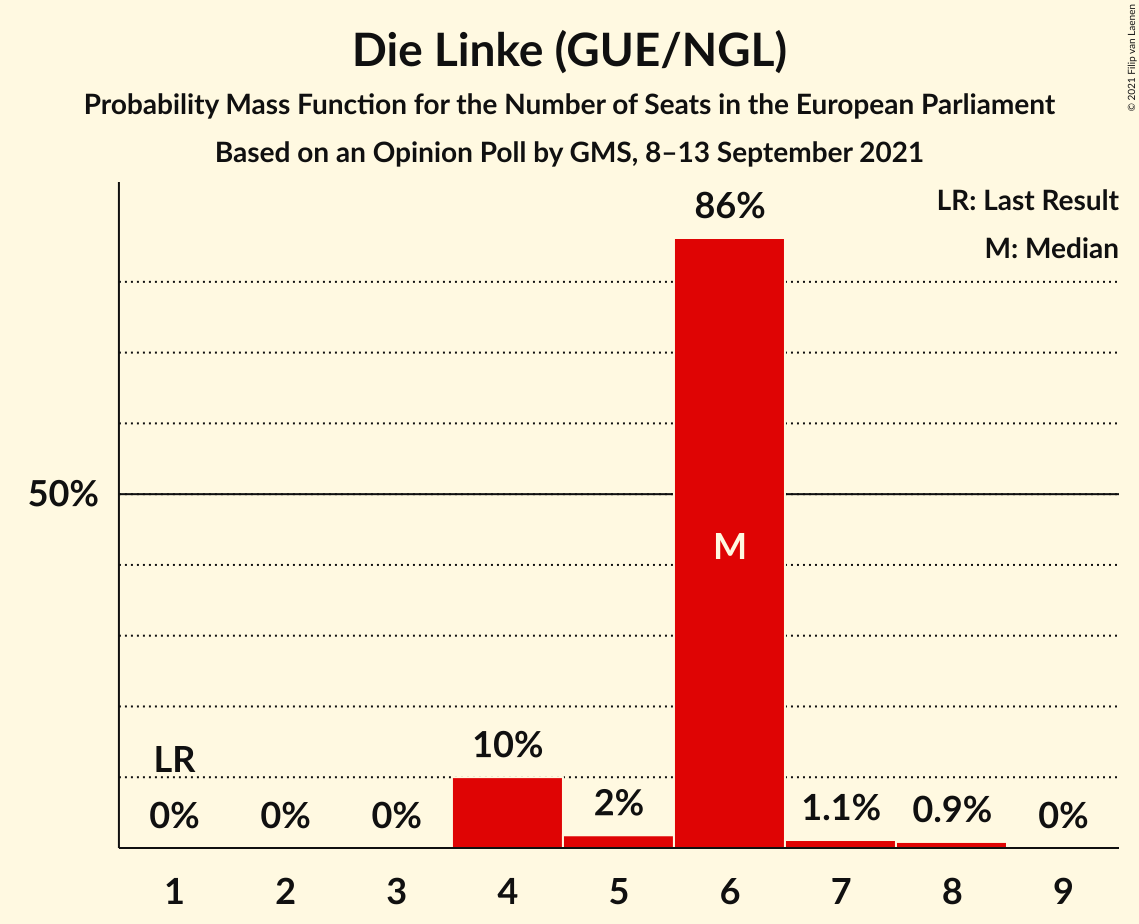 Die Linke (GUE/NGL)
Probability Mass Function for the Number of Seats in the European Parliament
Based on an Opinion Poll by GMS, 8–13 September 2021
© 2021 Filip van Laenen
LR: Last Result
M: Median
86%
50%
M
LR
10%
0%
0%
0%
2%
1.1%
0.9%
0%
1
2
3
4
5
6
7
8
9